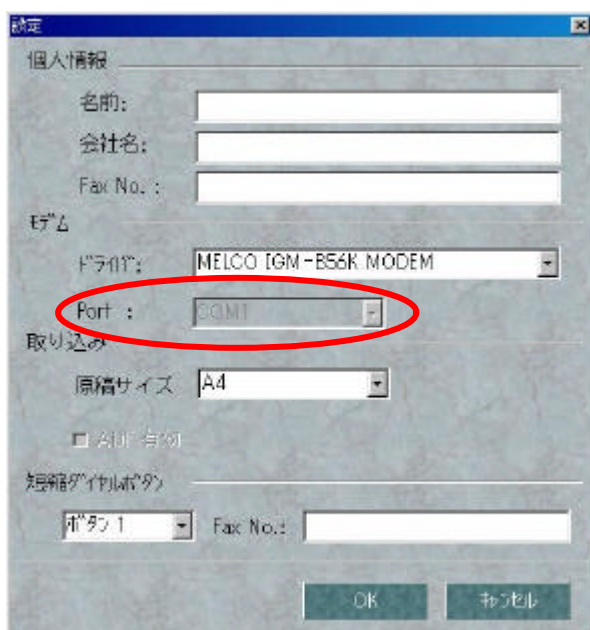 設定
個人情報
名前:
会社名:
Fax No. :
ﾓﾃﾞﾑ
ﾄﾞﾗｲﾊﾞ: MELCO IGM-B56K MODEM
Port : COM1
取り込み
原稿サイズ A4
ADF 有効
短縮ﾀﾞｲﾔﾙﾎﾞﾀﾝ
ﾎﾞﾀﾝ 1 Fax No.:
OK ｷｬﾝｾﾙ